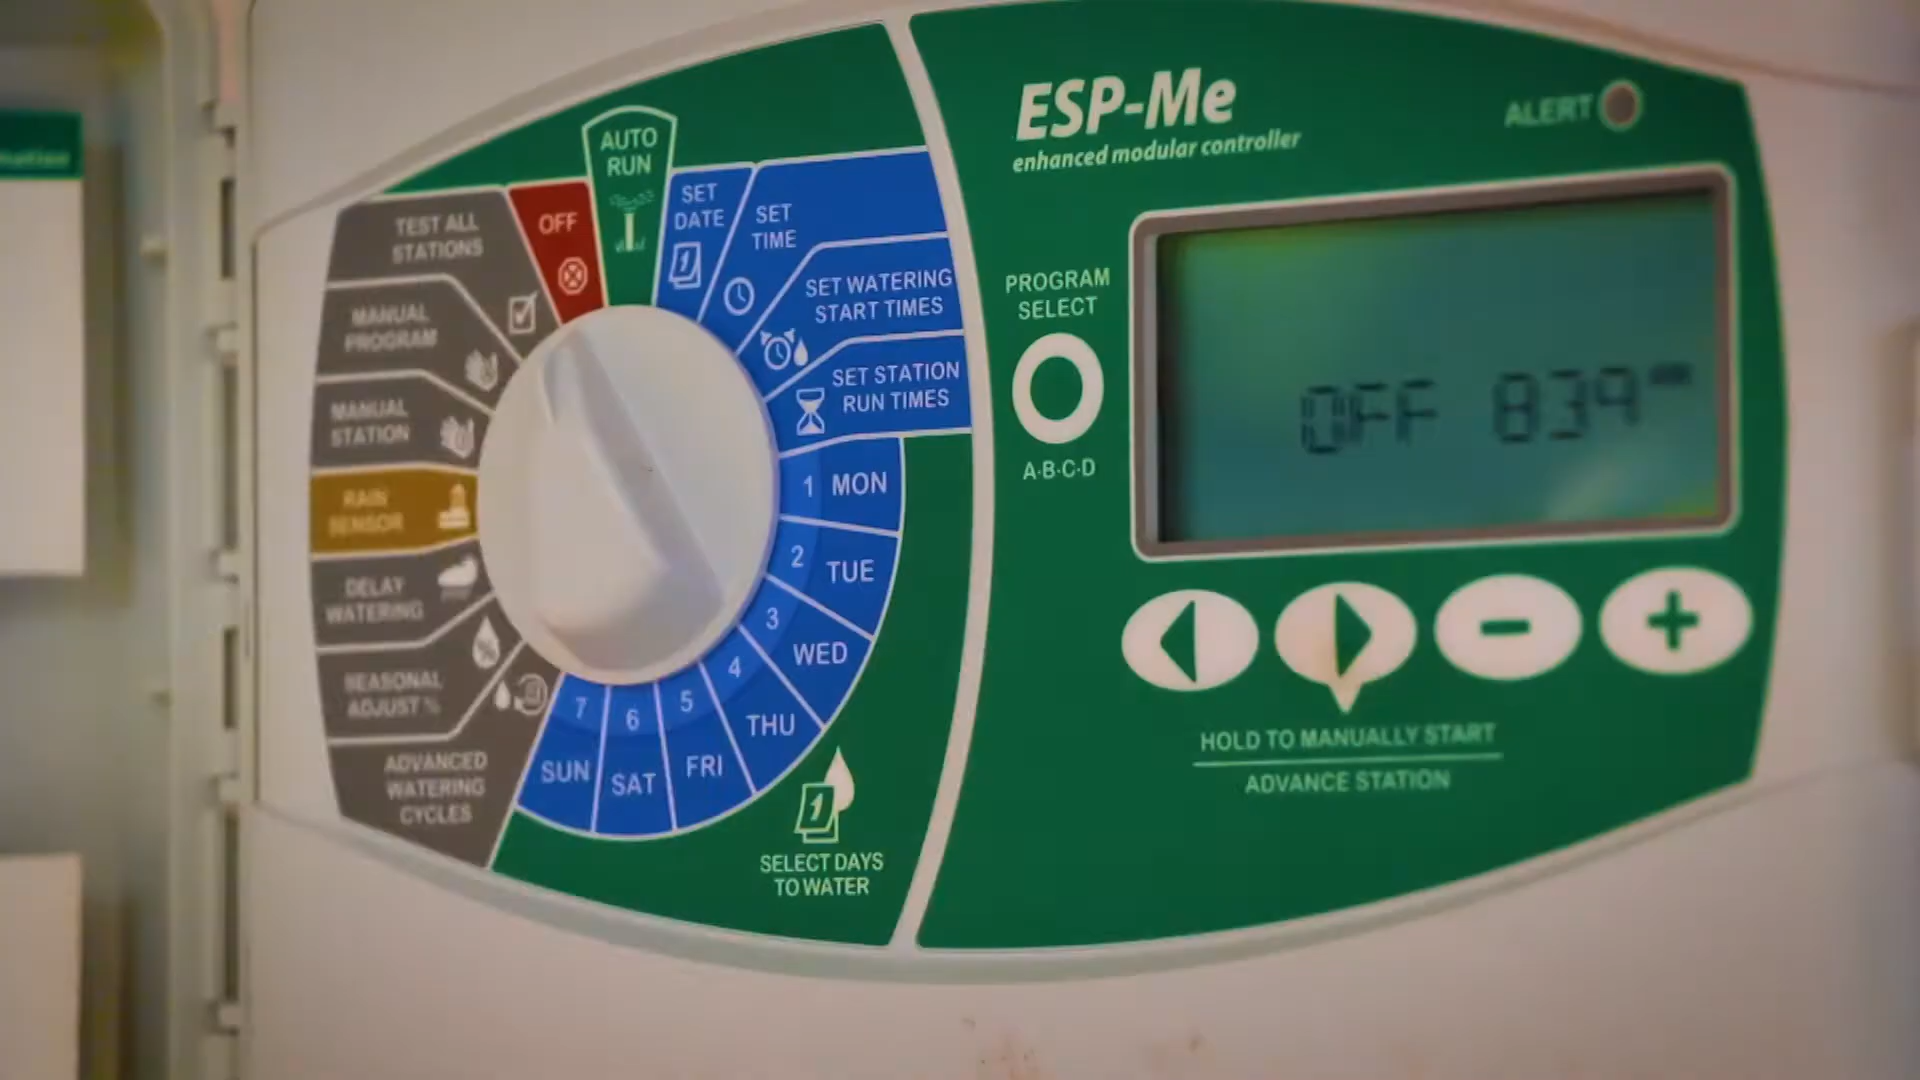 AUTO
RUN
OFF
SET
DATE
1
SET
TIME
SET WATERING
START TIMES
SET STATION
RUN TIMES
1 MON
2 TUE
3 WED
4 THU
5 FRI
6 SAT
7 SUN
SELECT DAYS
TO WATER
1
TEST ALL
STATIONS
MANUAL
PROGRAM
MANUAL
STATION
RAIN
SENSOR
DELAY
WATERING
SEASONAL
ADJUST %
ADVANCED
WATERING
CYCLES
ESP-Me
enhanced modular controller
ALERT
PROGRAM
SELECT
A·B·C·D
OFF 839
HOLD TO MANUALLY START
ADVANCE STATION